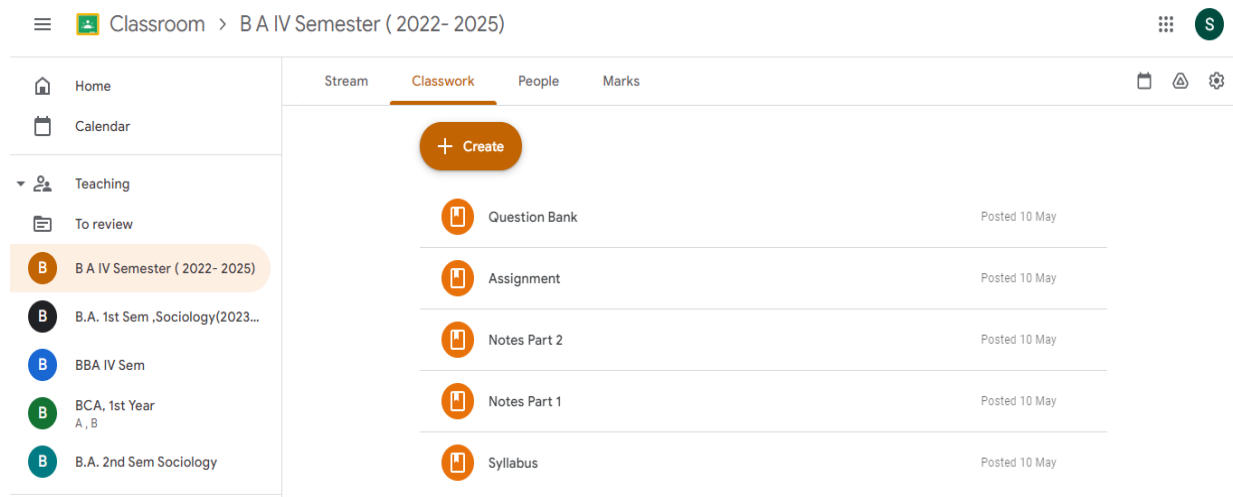 Classroom > B A IV Semester ( 2022- 2025)
S
Home
Calendar
Teaching
To review
B B A IV Semester ( 2022- 2025)
B B.A. 1st Sem ,Sociology(2023...
B BBA IV Sem
B BCA, 1st Year
A , B
B B.A. 2nd Sem Sociology
Stream Classwork People Marks
+ Create
Question Bank Posted 10 May
Assignment Posted 10 May
Notes Part 2 Posted 10 May
Notes Part 1 Posted 10 May
Syllabus Posted 10 May